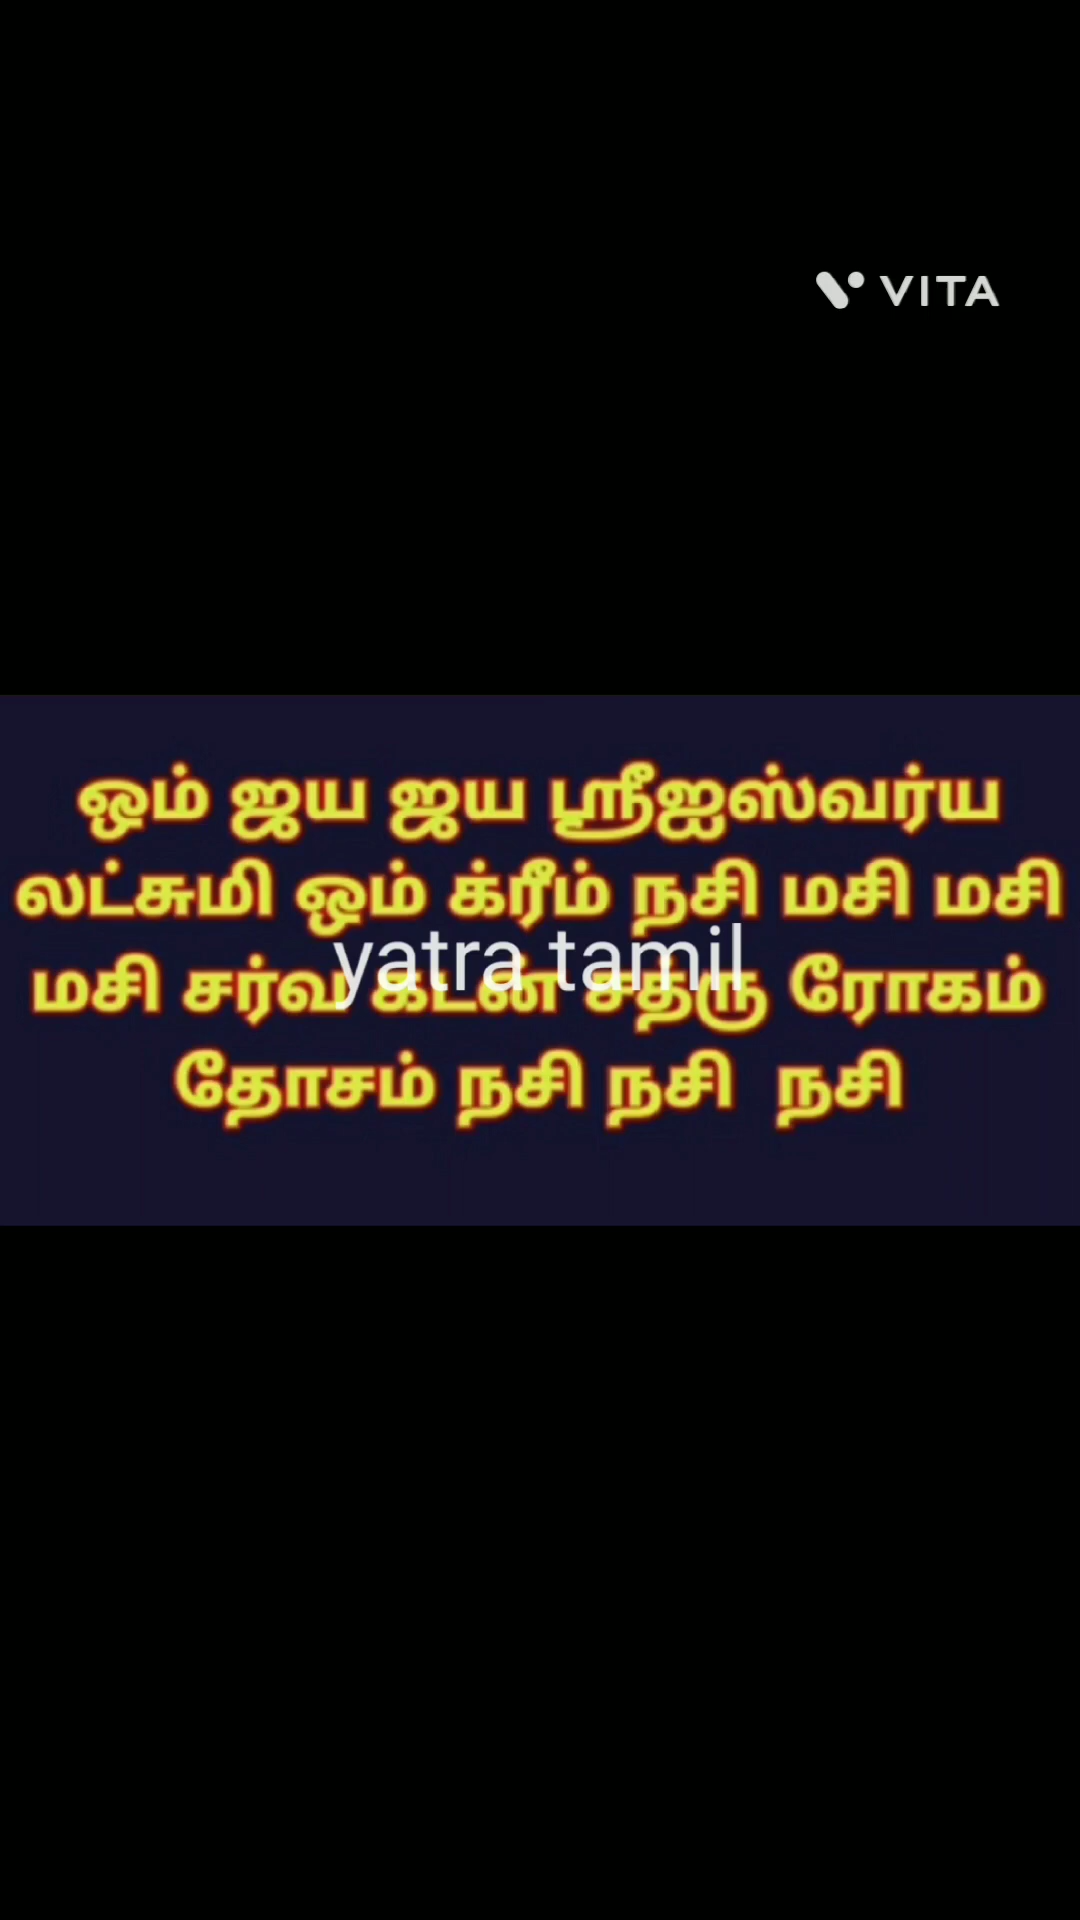 VITA
ஓம் ஜய ஜய ஸ்ரீஐஸ்வர்ய
லட்சுமி ஓம் க்ரீம் நசி மசி மசி
மசி சர்வ கடன் சதரு ரோகம்
yatra tamil
தோசம் நசி நசி நசி